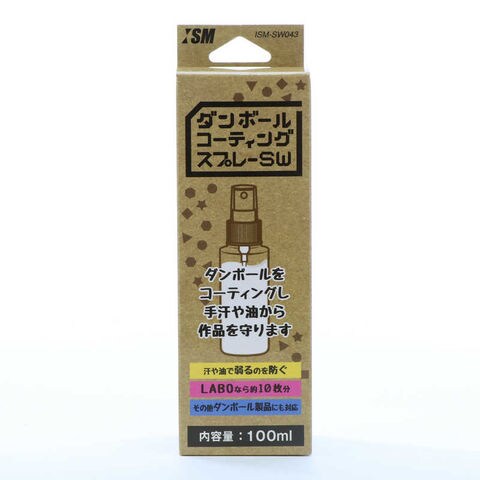 ISM
ISM-SW043
ダンボール
コーティング
スプレーSW
ダンボールを
コーティングし
手汗や油から
作品を守ります
汗や油で弱るのを防ぐ
LABOなら約10枚分
その他ダンボール製品にも対応
内容量：100ml